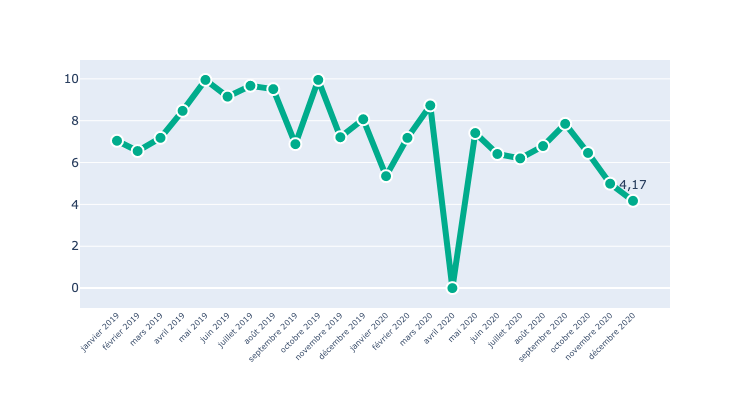 10
8
6
4
2
0
4,17
janvier 2019
février 2019
mars 2019
avril 2019
mai 2019
juin 2019
juillet 2019
août 2019
septembre 2019
octobre 2019
novembre 2019
décembre 2019
janvier 2020
février 2020
mars 2020
avril 2020
mai 2020
juin 2020
juillet 2020
août 2020
septembre 2020
octobre 2020
novembre 2020
décembre 2020